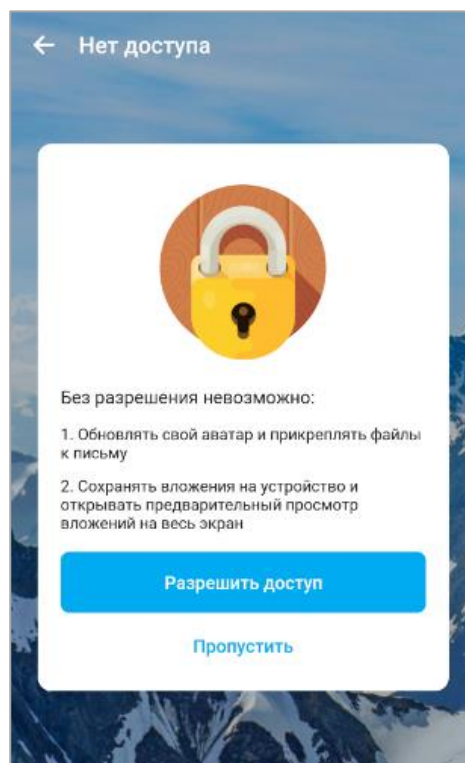 Нет доступа
Без разрешения невозможно:
1. Обновлять свой аватар и прикреплять файлы
к письму
2. Сохранять вложения на устройство и
открывать предварительный просмотр
вложений на весь экран
Разрешить доступ
Пропустить